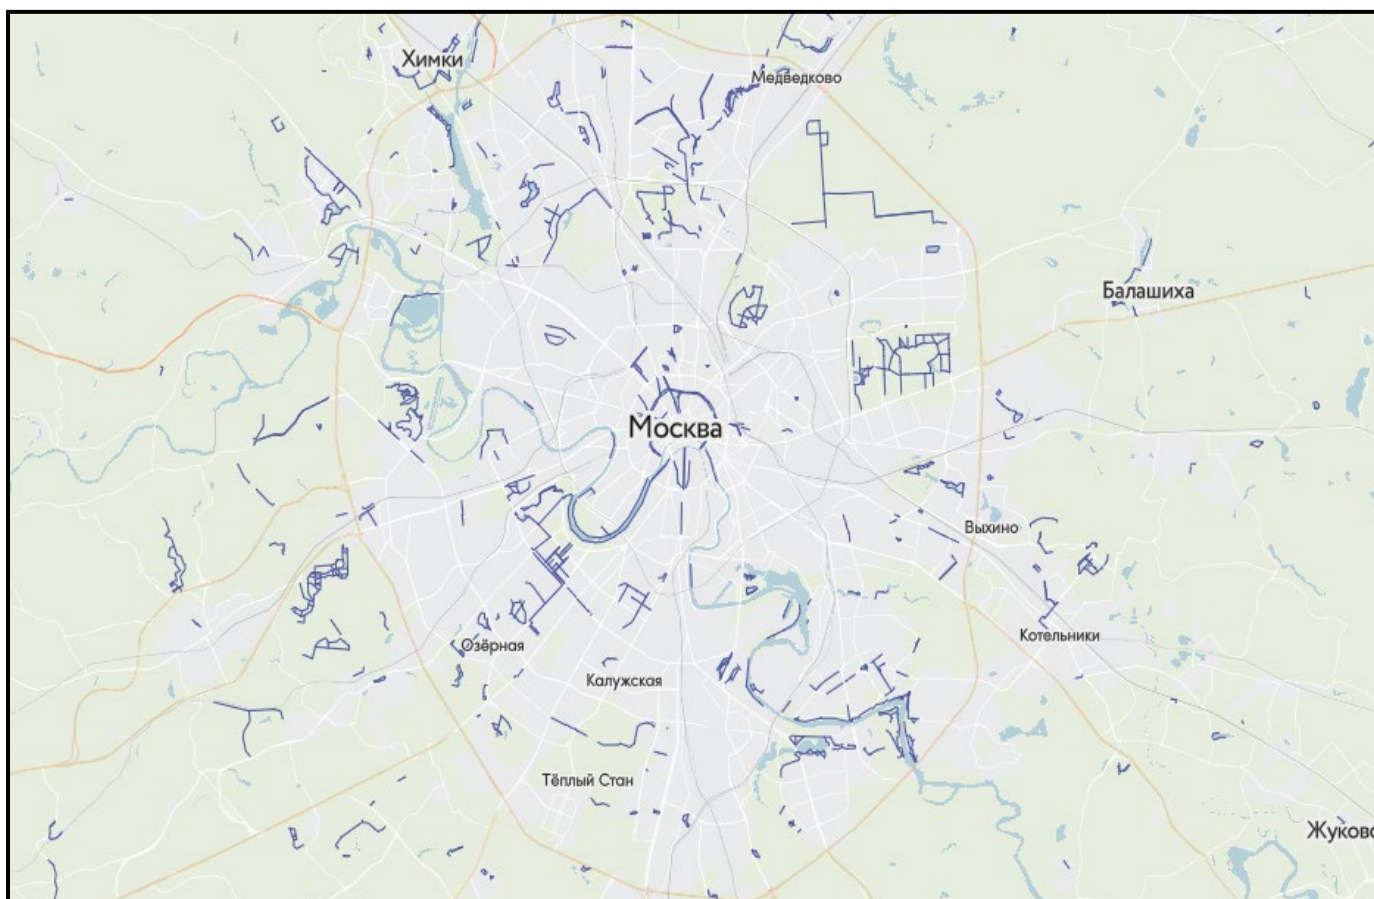 Химки
Медведково
Балашиха
Москва
Выхино
Котельники
Озёрная
Калужская
Тёплый Стан
Жуково